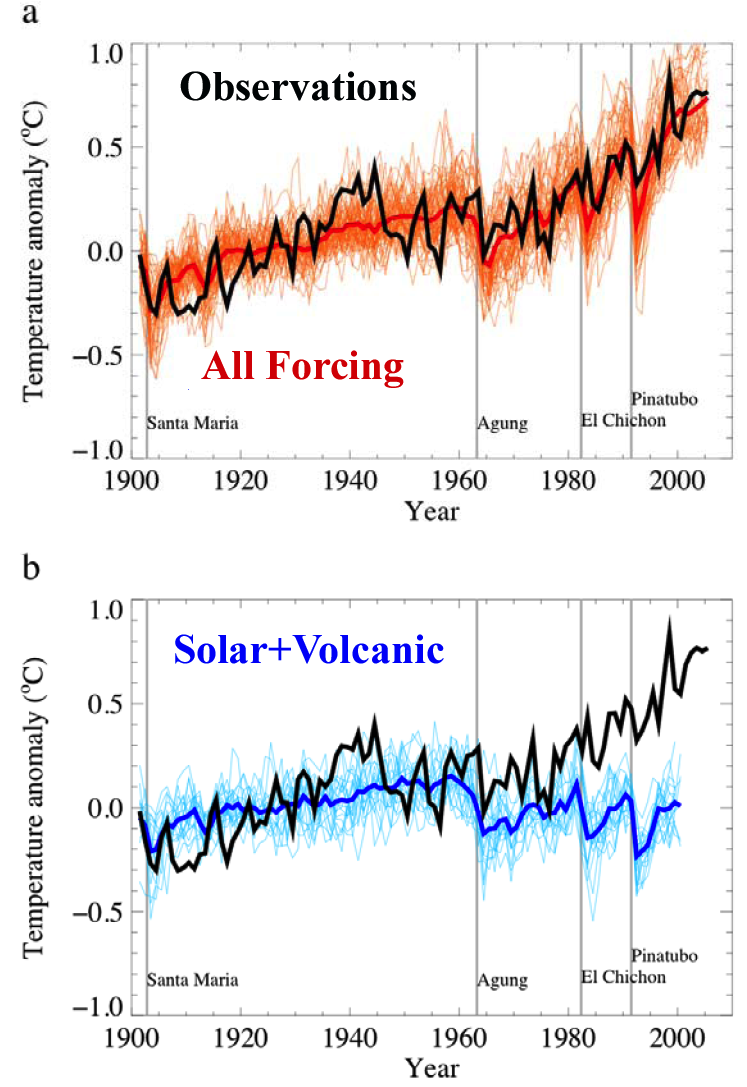 a
1.0
Observations
0.5
0.0
−0.5
All Forcing
Pinatubo
Santa Maria
Agung
El Chichon
−1.0
1900
1920
1940
1960
1980
2000
Year
Temperature anomaly (ºC)
b
1.0
Solar+Volcanic
0.5
0.0
−0.5
Pinatubo
Santa Maria
Agung
El Chichon
−1.0
1900
1920
1940
1960
1980
2000
Year
Temperature anomaly (ºC)